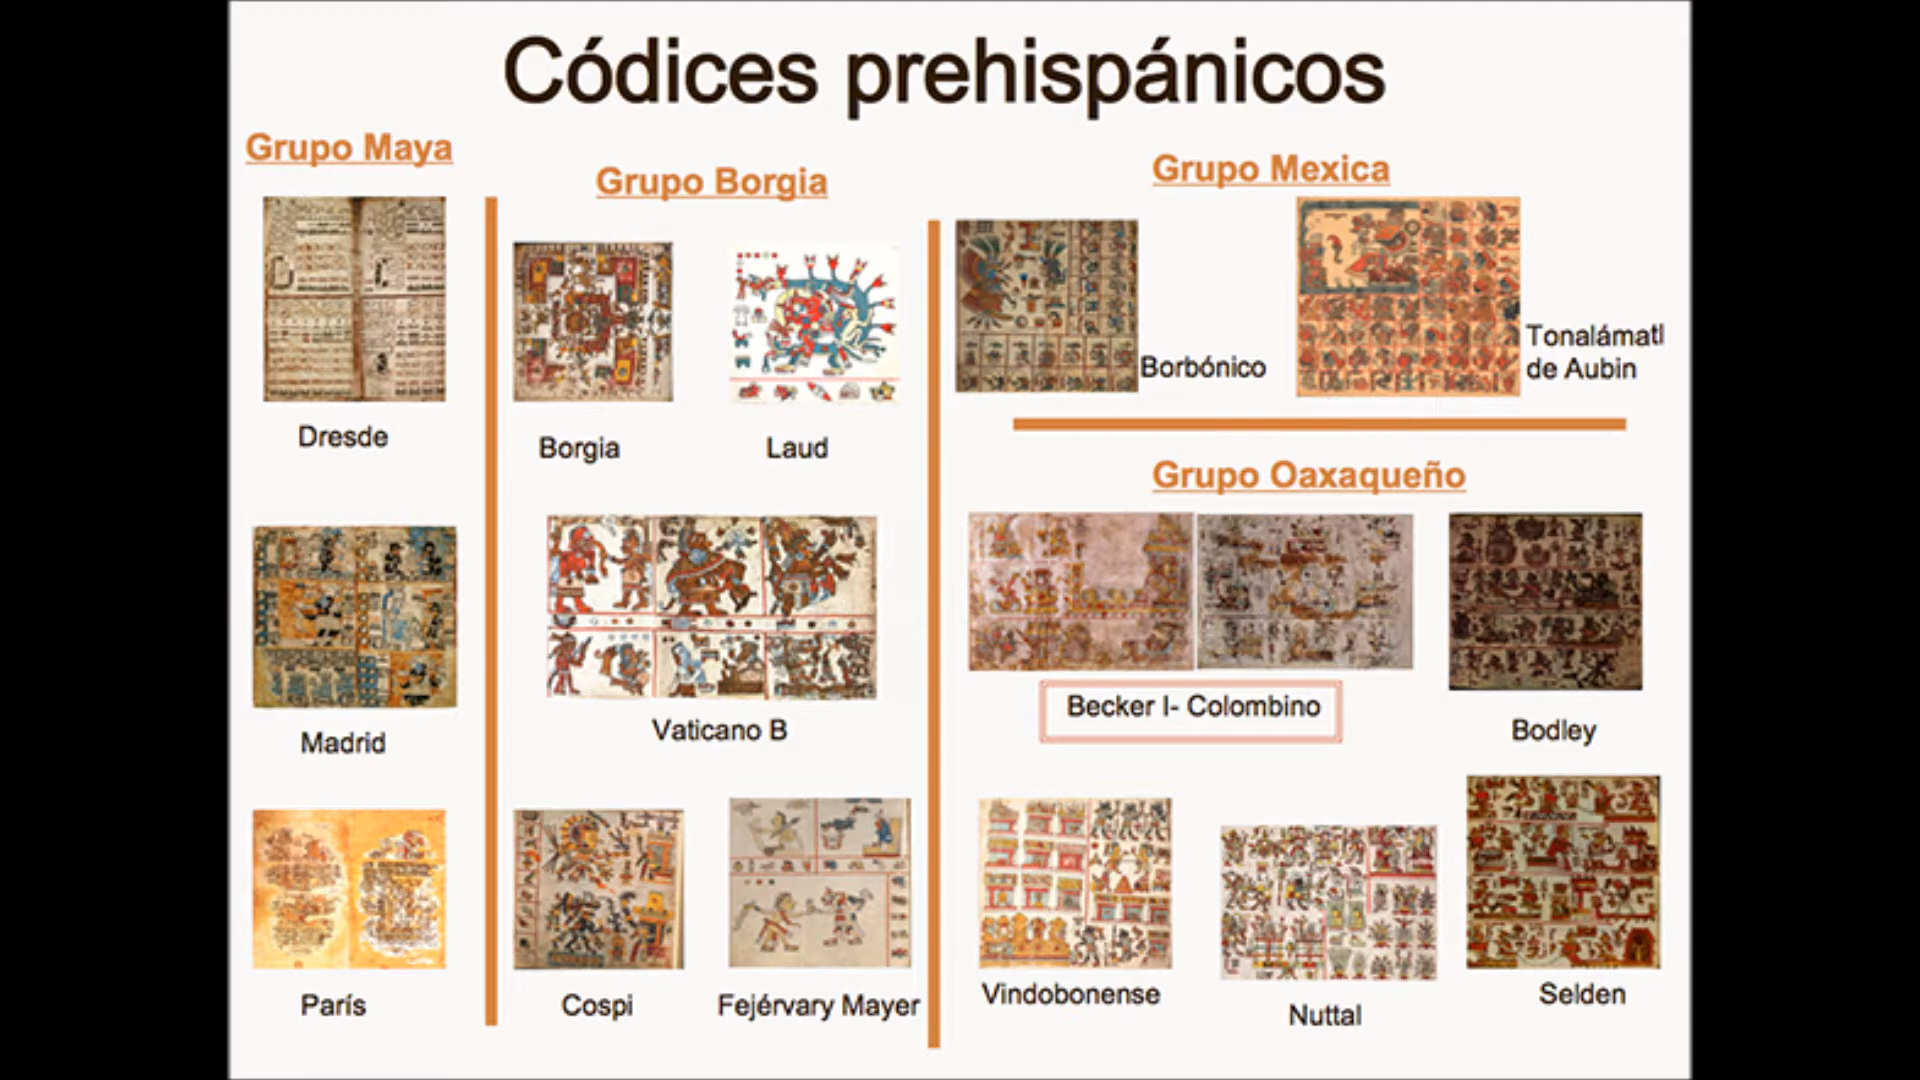 Códices prehispánicos
Grupo Maya
Dresde
Madrid
París
Grupo Borgia
Borgia
Laud
Vaticano B
Cospi
Fejérvary Mayer
Grupo Mexica
Borbónico
Tonalámatl
de Aubin
Grupo Oaxaqueño
Becker I- Colombino
Bodley
Vindobonense
Nuttal
Selden